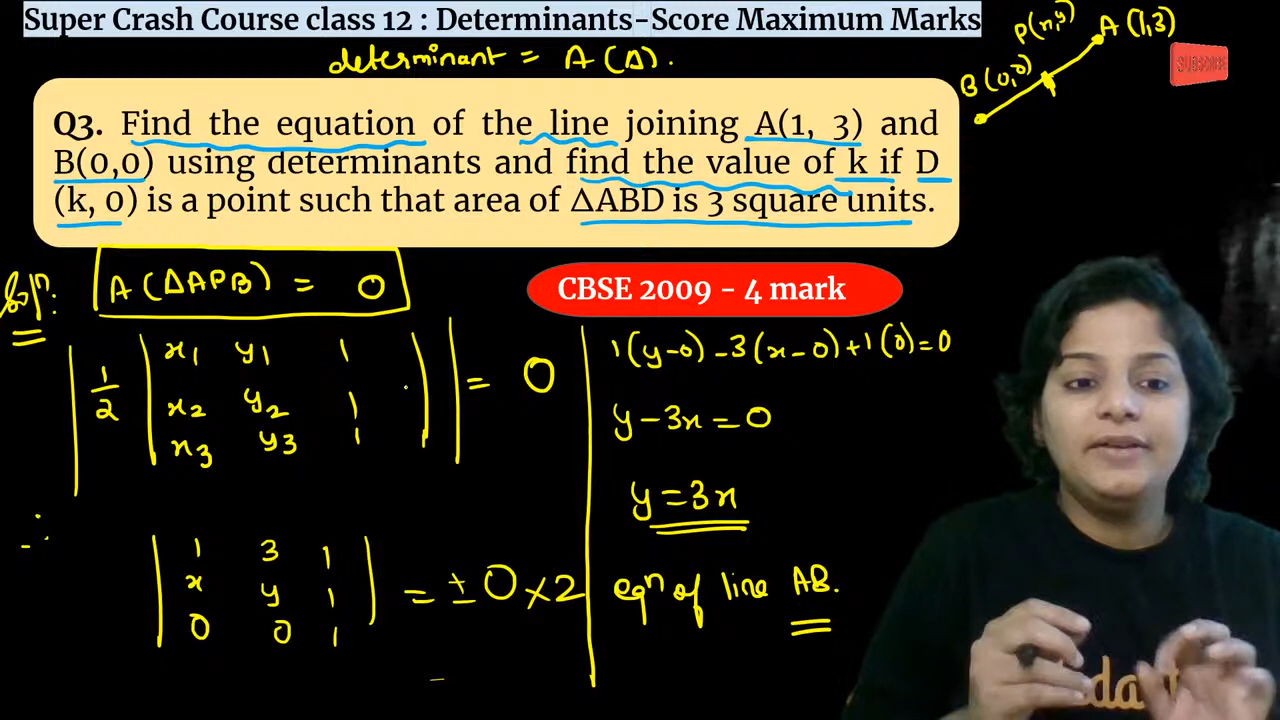 Super Crash Course class 12 : Determinants-Score Maximum Marks
determinant = A (Δ).
P(x,y) A (1,3)
B (0,0)
SUBSCRIBE
Q3. Find the equation of the line joining A(1, 3) and
B(0,0) using determinants and find the value of k if D
(k, 0) is a point such that area of ΔABD is 3 square units.
Solⁿ:
A (ΔAPB) = 0
CBSE 2009 - 4 mark
| 1/2 | x₁ y₁ 1
x₂ y₂ 1
x₃ y₃ 1 | | = 0
∴
| 1 3 1
x y 1
0 0 1 | = ± 0 × 2
1(y-0) -3(x-0)+1(0)=0
y-3x=0
y=3x
eqⁿ of line AB.